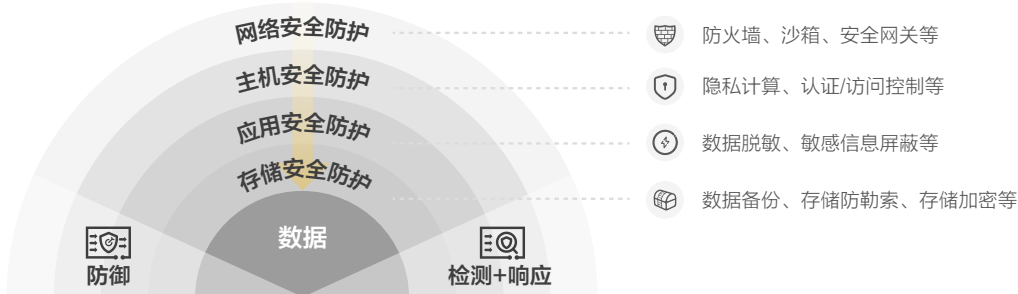 网络安全防护
防火墙、沙箱、安全网关等
主机安全防护
隐私计算、认证/访问控制等
应用安全防护
数据脱敏、敏感信息屏蔽等
存储安全防护
数据备份、存储防勒索、存储加密等
数据
防御
检测+响应